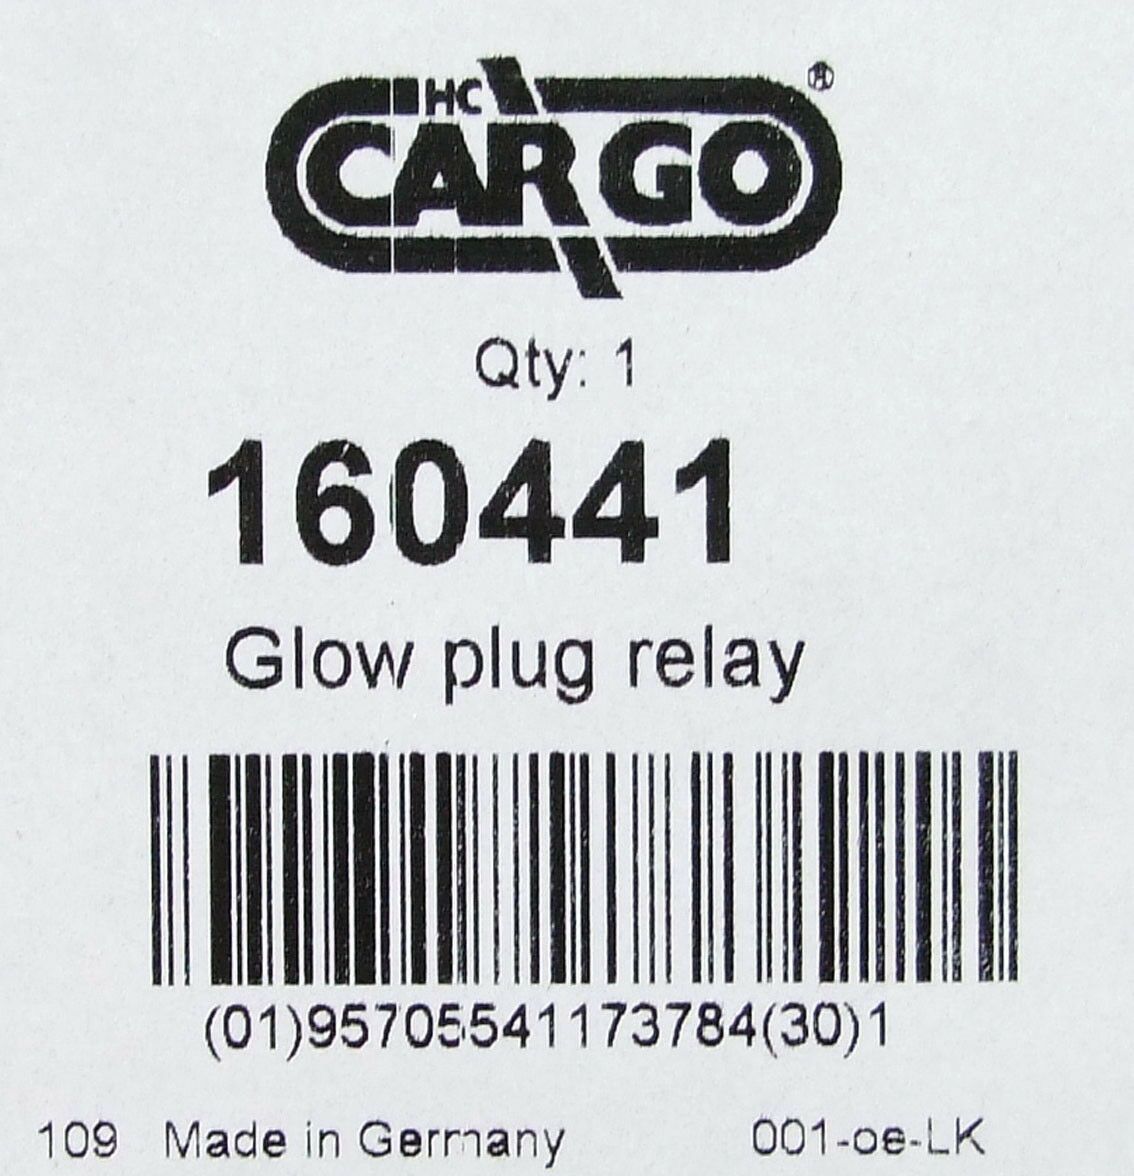 HC
CARGO®
Qty: 1
160441
Glow plug relay
(01)95705541173784(30)1
109 Made in Germany 001-oe-LK